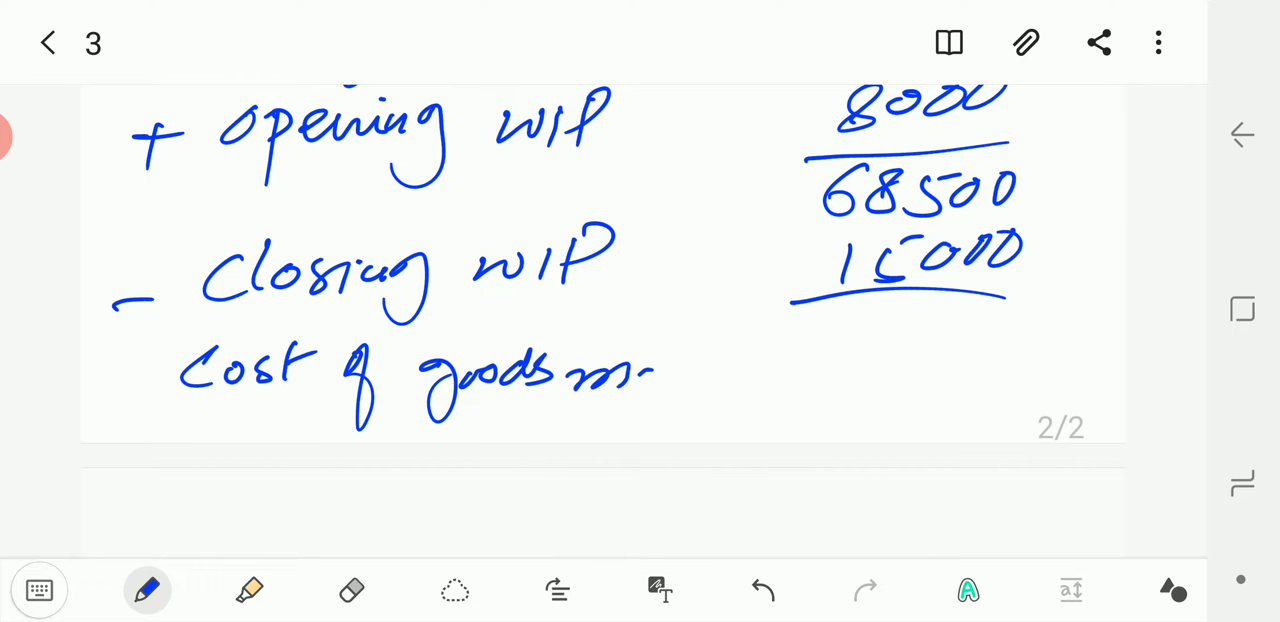 3
+ opening WIP 8000
68500
- Closing WIP 15000
Cost of goods m
2/2